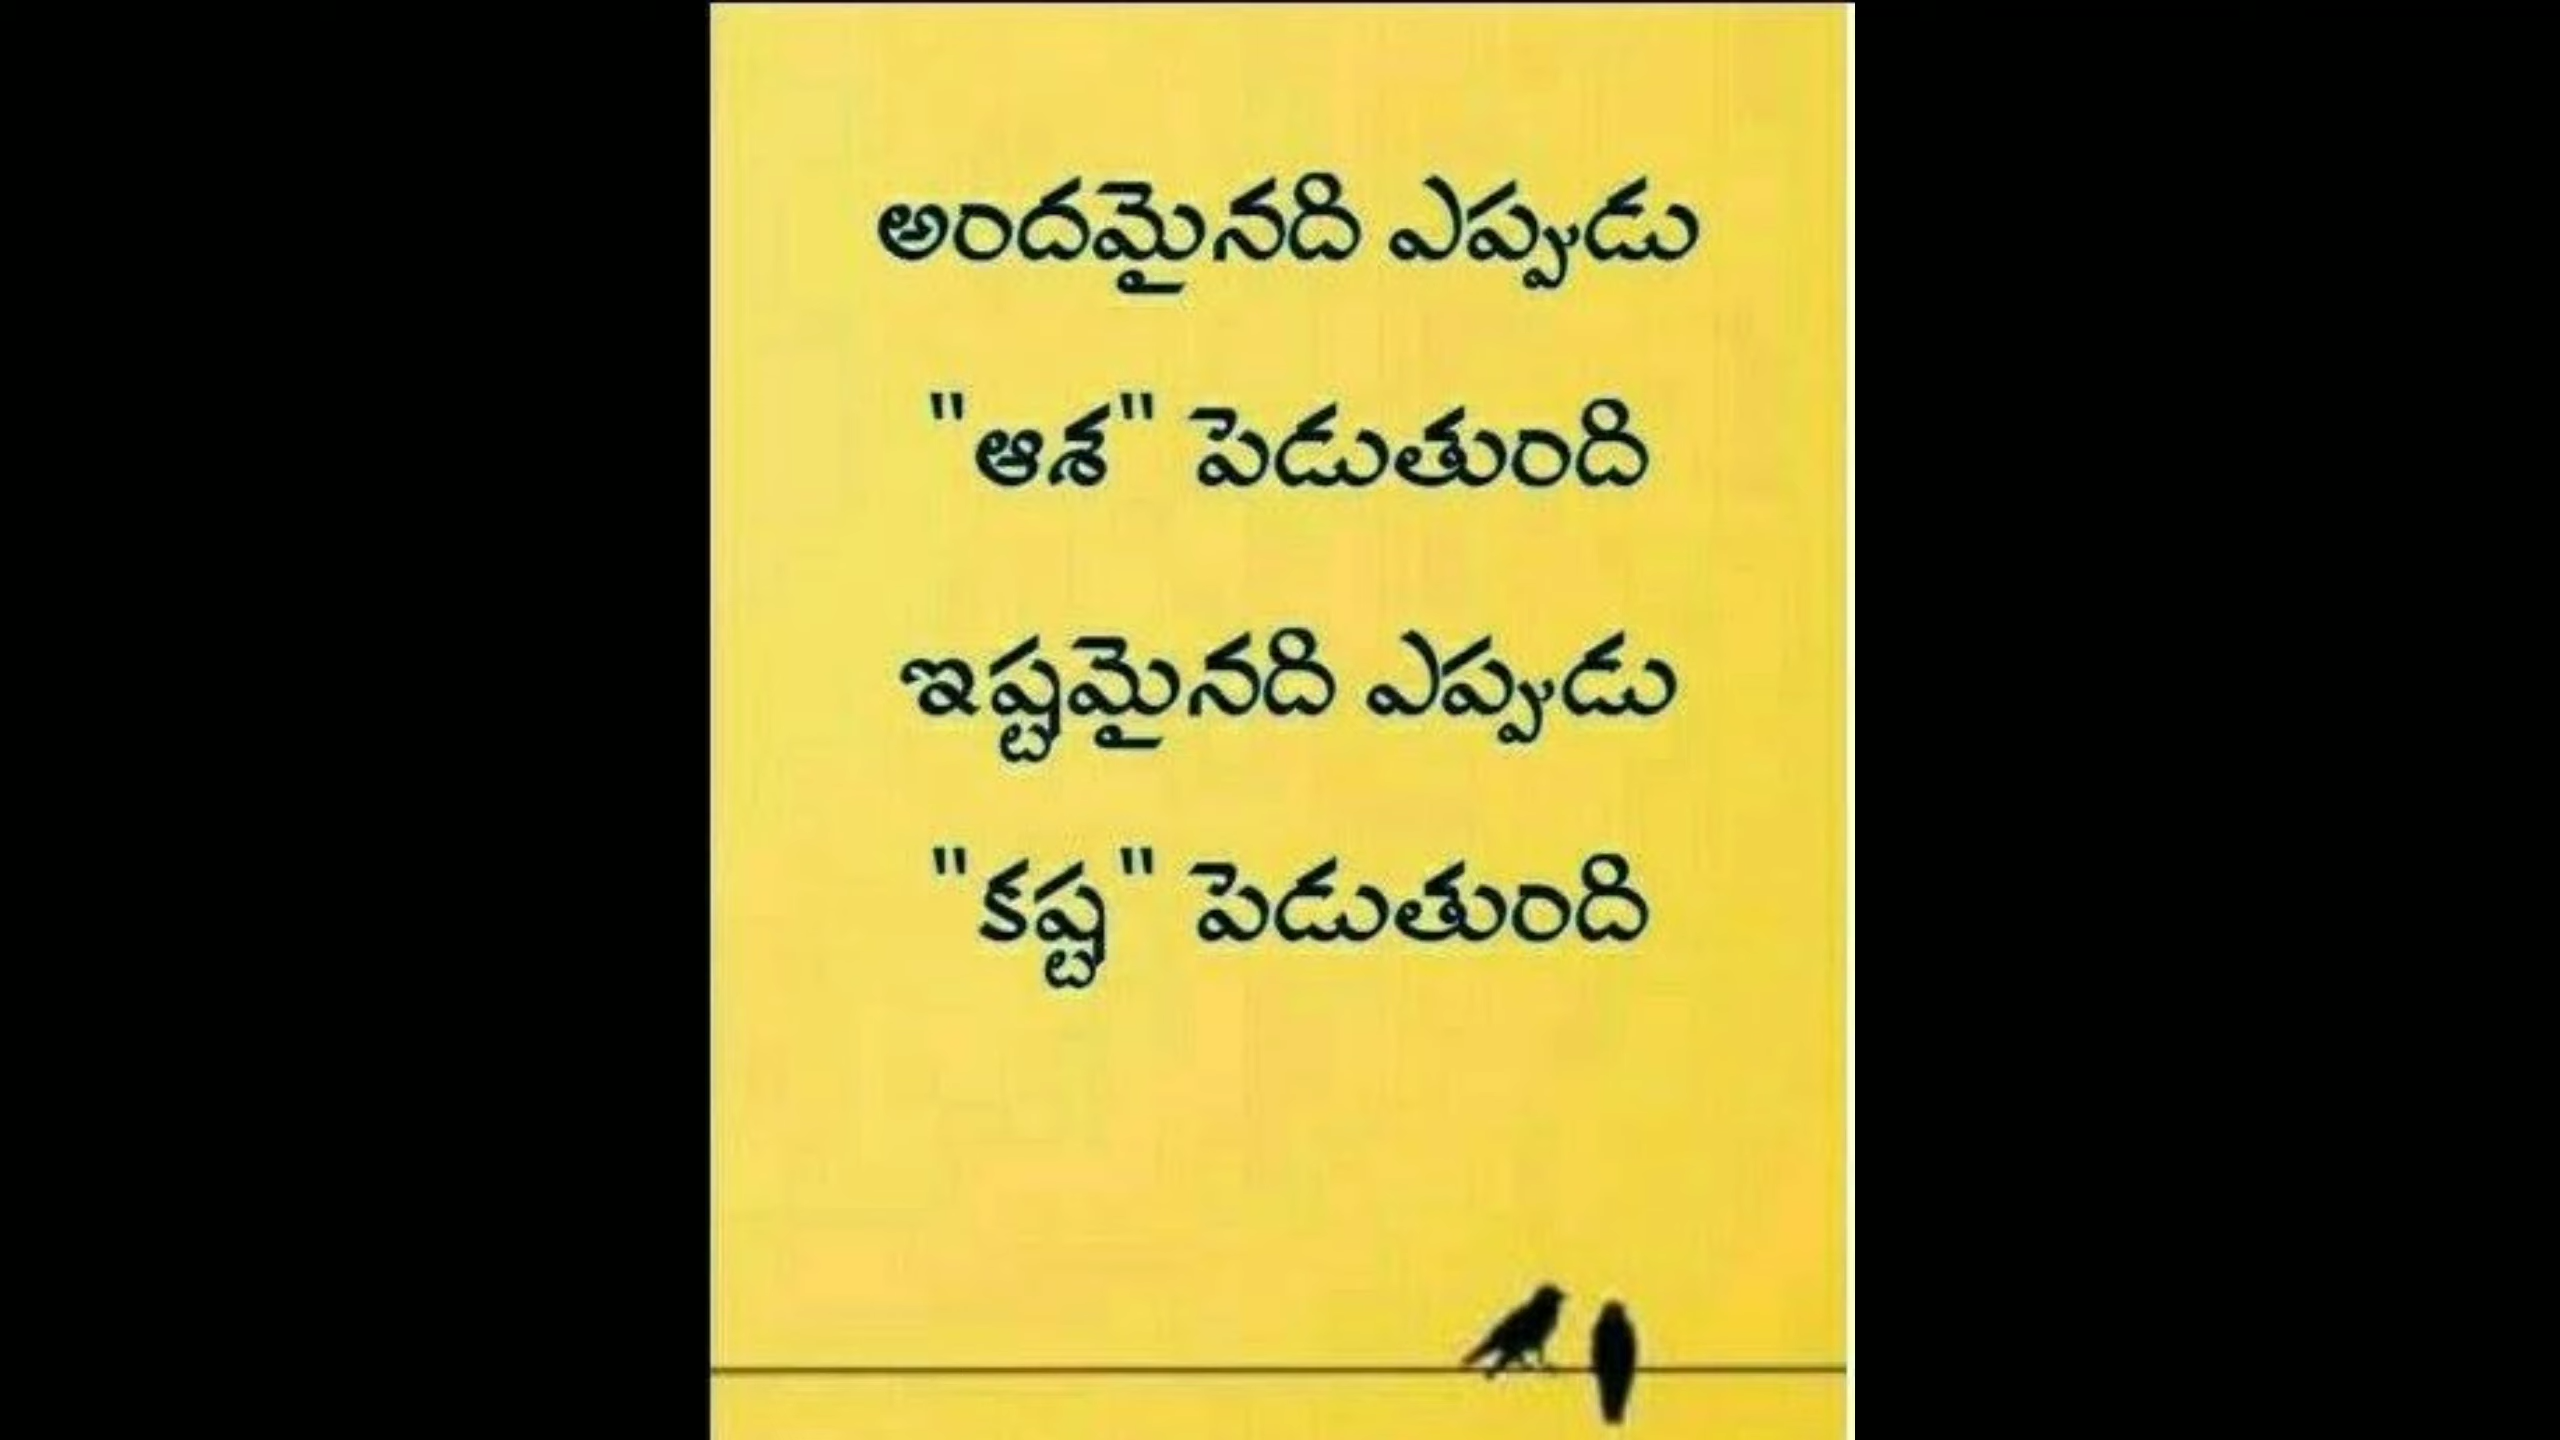 అందమైనది ఎప్పుడు
"ఆశ" పెడుతుంది
ఇష్టమైనది ఎప్పుడు
"కష్ట" పెడుతుంది